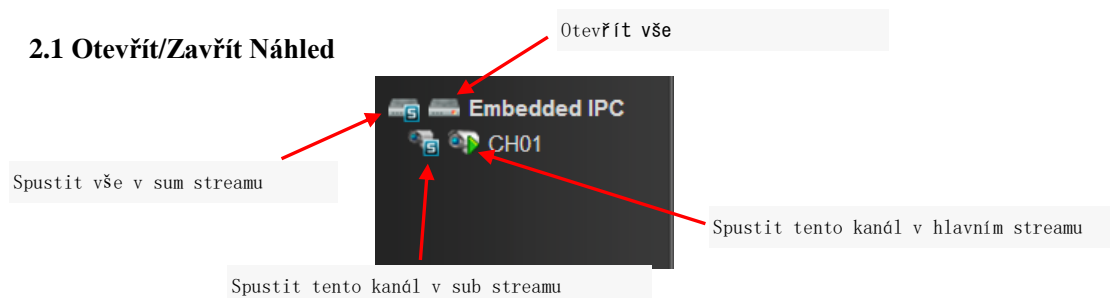 Otevřít vše
2.1 Otevřít/Zavřít Náhled
Embedded IPC
CH01
Spustit vše v sum streamu
Spustit tento kanál v hlavním streamu
Spustit tento kanál v sub streamu